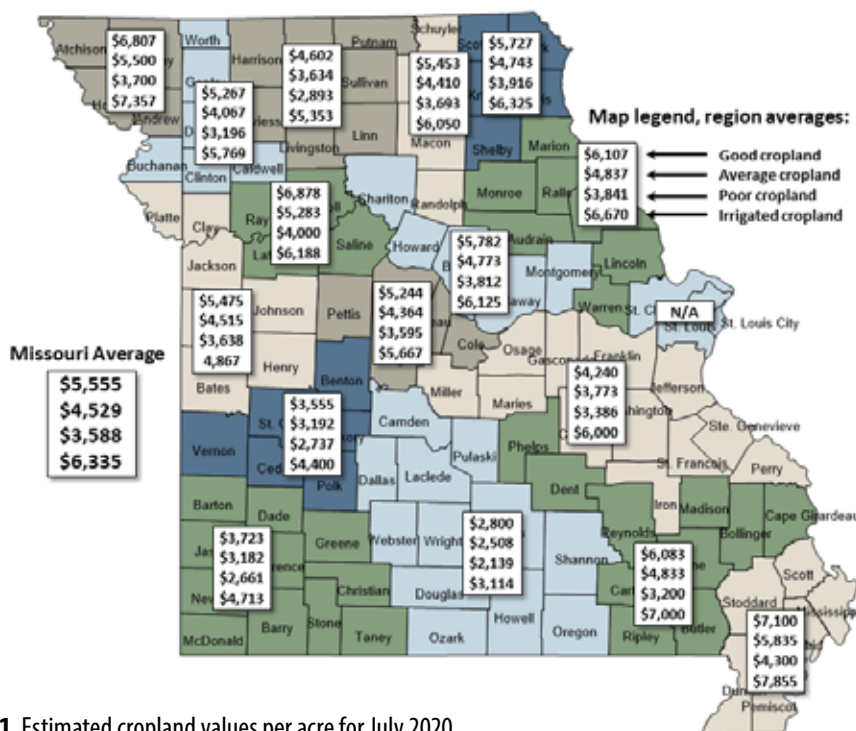 Schuyler
Atchison
$6,807
$5,500
$3,700
$7,357
Andrew
Worth
Harrison
Putnam
$4,602
$3,634
$2,893
$5,353
Sullivan
Linn
Livingston
$5,267
$4,067
$3,196
$5,769
Buchanan
Clinton
Caldwell
$5,453
$4,410
$3,693
$6,050
Macon
$5,727
$4,743
$3,916
$6,325
Shelby
Map legend, region averages:
$6,107 Good cropland
$4,837 Average cropland
$3,841 Poor cropland
$6,670 Irrigated cropland
Marion
Monroe
Ralls
Audrain
Lincoln
Warren
Platte
Clay
Ray
$6,878
$5,283
$4,000
$6,188
Saline
Chariton
Randolph
Howard
$5,782
$4,773
$3,812
$6,125
Montgomery
N/A
St. Louis
St. Louis City
Jackson
Johnson
$5,475
$4,515
$3,638
4,867
Henry
Bates
Pettis
$5,244
$4,364
$3,595
$5,667
Cole
Miller
Osage
Maries
Franklin
Jefferson
$4,240
$3,773
$3,386
$6,000
Ste. Genevieve
St. Francois
Perry
Iron
Missouri Average
$5,555
$4,529
$3,588
$6,335
Benton
Vernon
$3,555
$3,192
$2,737
$4,400
Polk
Camden
Pulaski
Dallas
Laclede
Webster
Wright
$2,800
$2,508
$2,139
$3,114
Shannon
Douglas
Howell
Ozark
Oregon
Phelps
Dent
Reynolds
Madison
Bollinger
Cape Girardeau
$6,083
$4,833
$3,200
$7,000
Ripley
Butler
Barton
Dade
$3,723
$3,182
$2,661
$4,713
Greene
Christian
Stone
Barry
Taney
McDonald
Scott
Stoddard
Mississippi
$7,100
$5,835
$4,300
$7,855
Pemiscot
1 Estimated cropland values per acre for July 2020